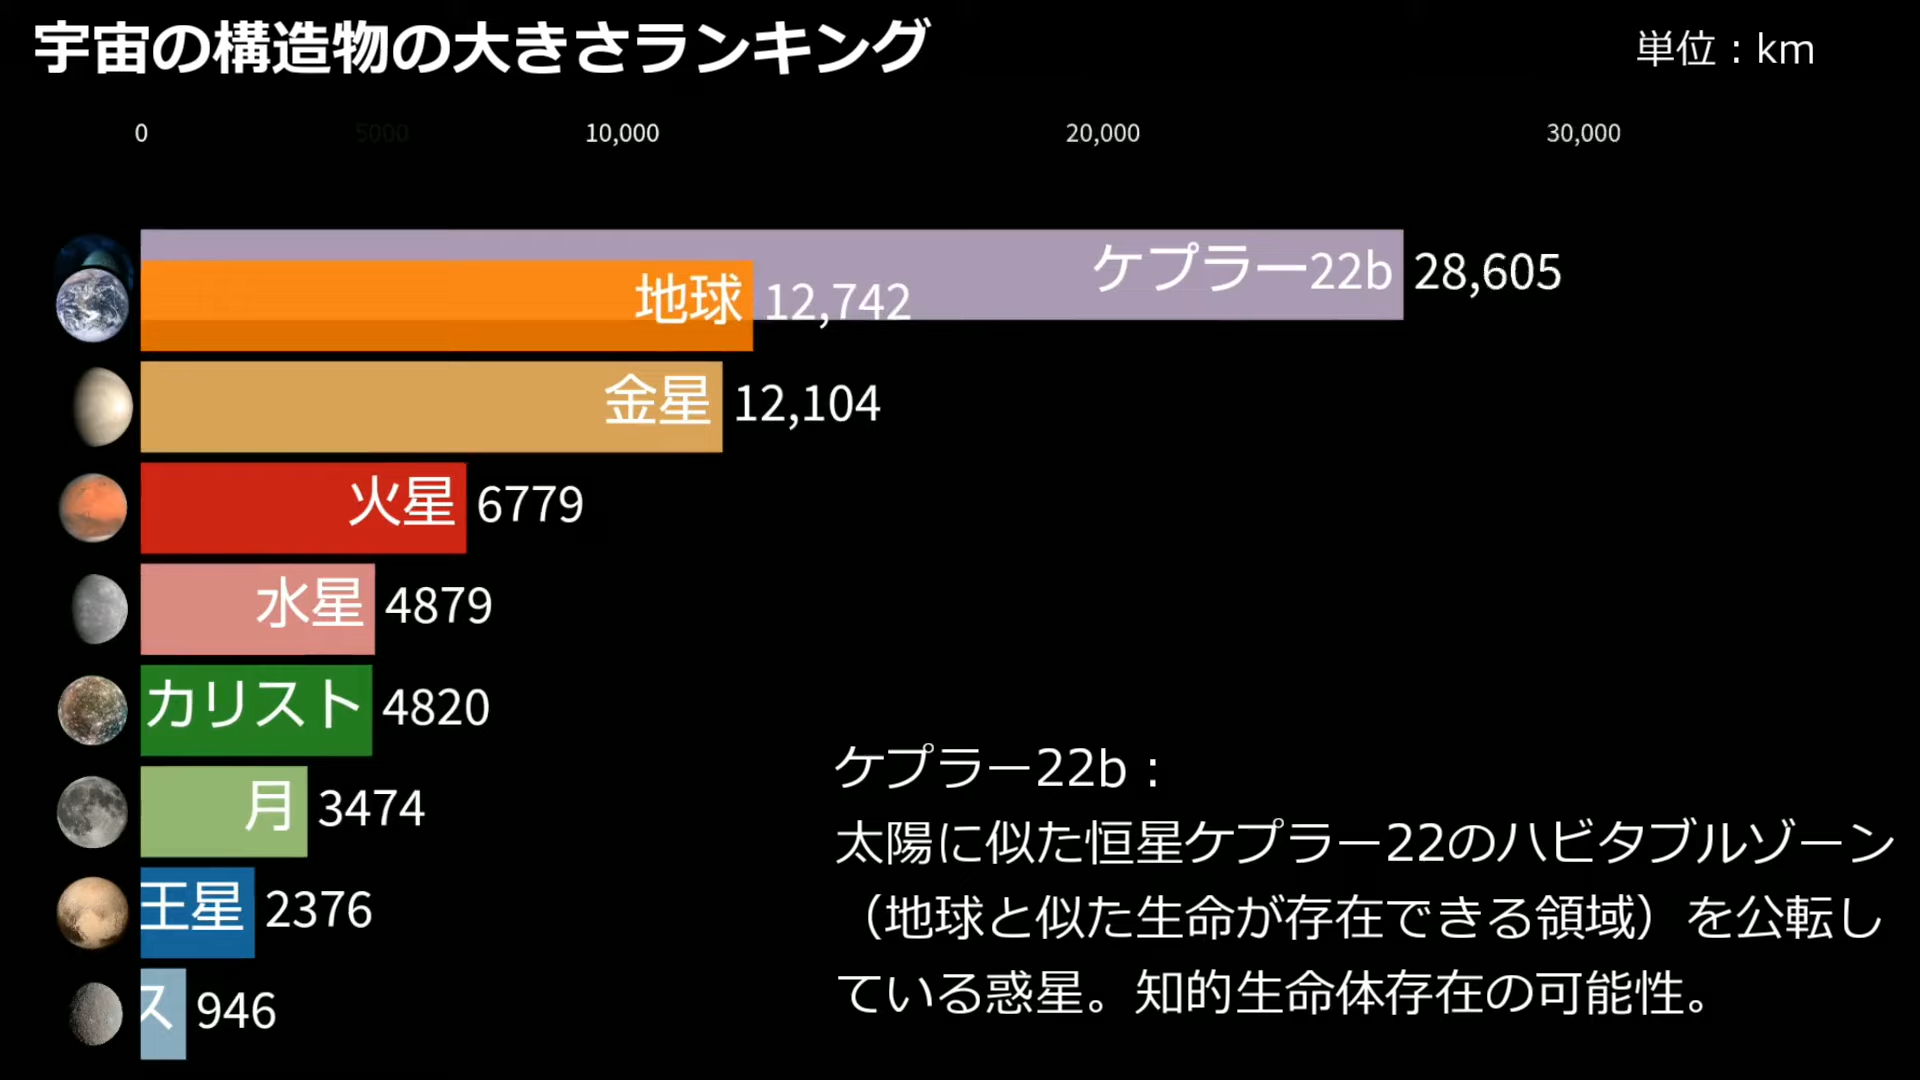 宇宙の構造物の大きさランキング
単位：km
0 5000 10,000 20,000 30,000
ケプラー22b 28,605
地球 12,742
金星 12,104
火星 6779
水星 4879
カリスト 4820
月 3474
王星 2376
ス 946
ケプラー22b：
太陽に似た恒星ケプラー22のハビタブルゾーン
（地球と似た生命が存在できる領域）を公転し
ている惑星。知的生命体存在の可能性。